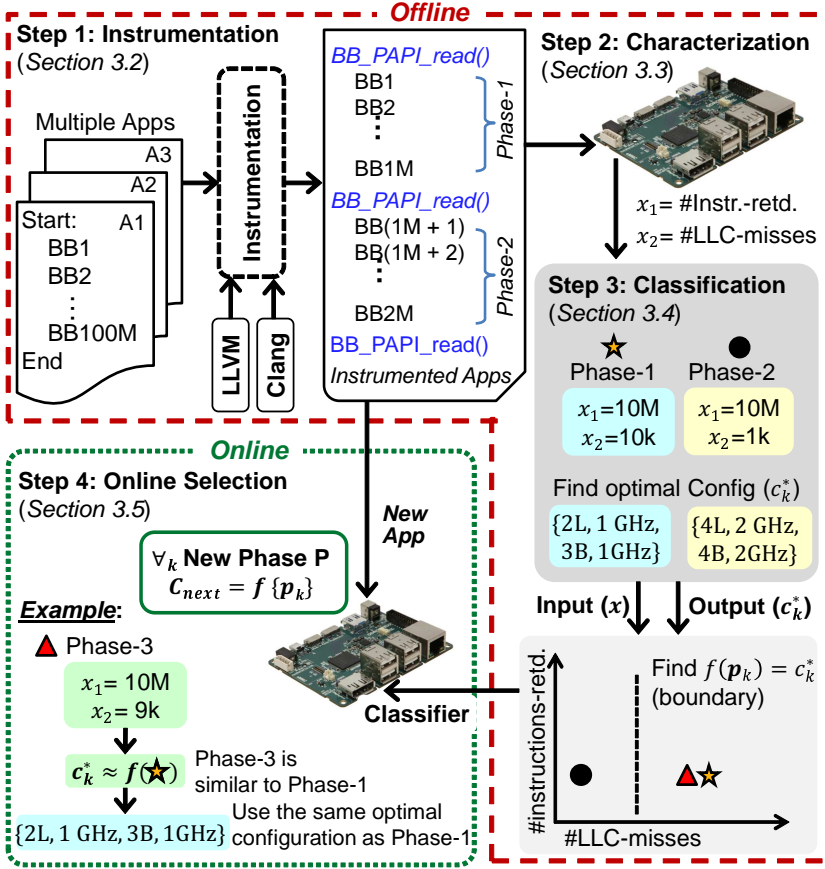 Offline
Step 1: Instrumentation
(Section 3.2)
Multiple Apps
A3
A2
Start: A1
BB1
BB2
⋮
BB100M
End
Instrumentation
LLVM
Clang
BB_PAPI_read()
BB1
BB2
⋮
BB1M
Phase-1
BB_PAPI_read()
BB(1M + 1)
BB(1M + 2)
⋮
BB2M
Phase-2
BB_PAPI_read()
Instrumented Apps
Step 2: Characterization
(Section 3.3)
x₁= #Instr.-retd.
x₂= #LLC-misses
Step 3: Classification
(Section 3.4)
Phase-1 Phase-2
x₁=10M x₁=10M
x₂=10k x₂=1k
Find optimal Config (c*ₖ)
{2L, 1 GHz, {4L, 2 GHz,
3B, 1GHz} 4B, 2GHz}
Input (x) Output (c*ₖ)
Find f(pₖ) = c*ₖ
(boundary)
#instructions-retd.
#LLC-misses
Classifier
New
App
Online
Step 4: Online Selection
(Section 3.5)
∀ₖ New Phase P
Cₙₑₓₜ = f {pₖ}
Example:
Phase-3
x₁= 10M
x₂= 9k
c*ₖ ≈ f(★)
Phase-3 is
similar to Phase-1
Use the same optimal
configuration as Phase-1
{2L, 1 GHz, 3B, 1GHz}